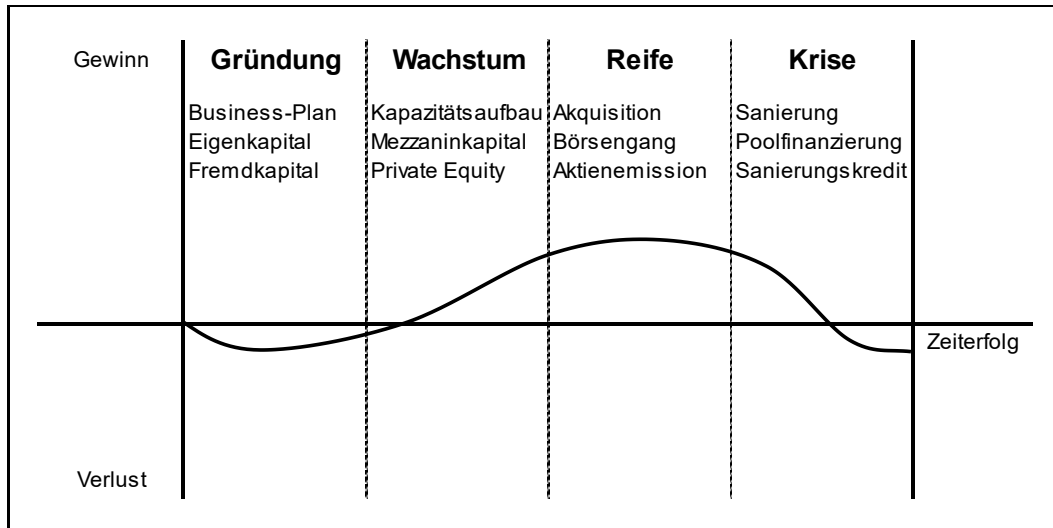 Gewinn
Gründung
Wachstum
Reife
Krise
Business-Plan
Eigenkapital
Fremdkapital
Kapazitätsaufbau
Mezzaninkapital
Private Equity
Akquisition
Börsengang
Aktienemission
Sanierung
Poolfinanzierung
Sanierungskredit
Zeiterfolg
Verlust